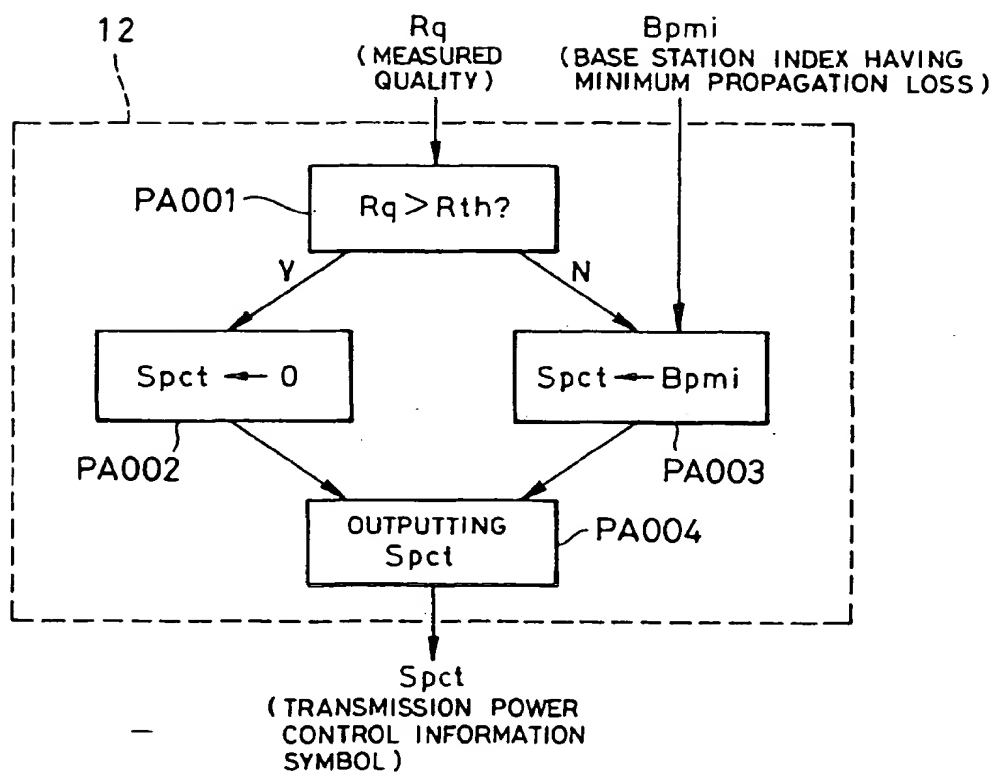 12
Rq
(MEASURED
QUALITY)
Bpmi
(BASE STATION INDEX HAVING
MINIMUM PROPAGATION LOSS)
PA001
Rq>Rth?
Y
N
Spct ← 0
Spct ← Bpmi
PA002
PA003
OUTPUTTING
Spct
PA004
Spct
(TRANSMISSION POWER
CONTROL INFORMATION
SYMBOL)